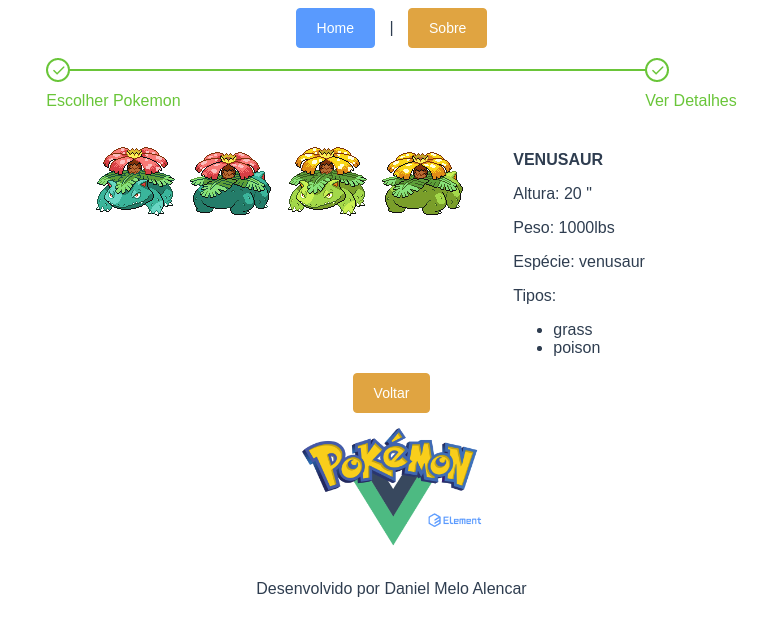 Home | Sobre
Escolher Pokemon
Ver Detalhes
VENUSAUR
Altura: 20 "
Peso: 1000lbs
Espécie: venusaur
Tipos:
grass
poison
Voltar
POKéMON
Element
Desenvolvido por Daniel Melo Alencar